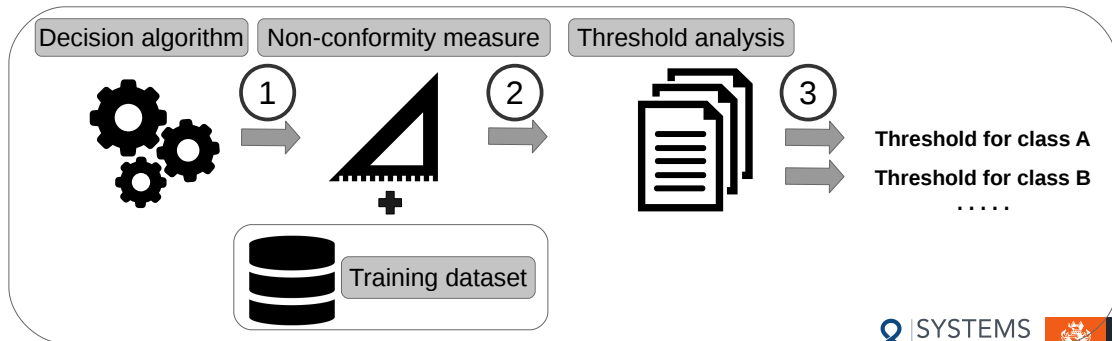 Decision algorithm
Non-conformity measure
Threshold analysis
1
2
3
Threshold for class A
Threshold for class B
. . . . .
Training dataset
SYSTEMS